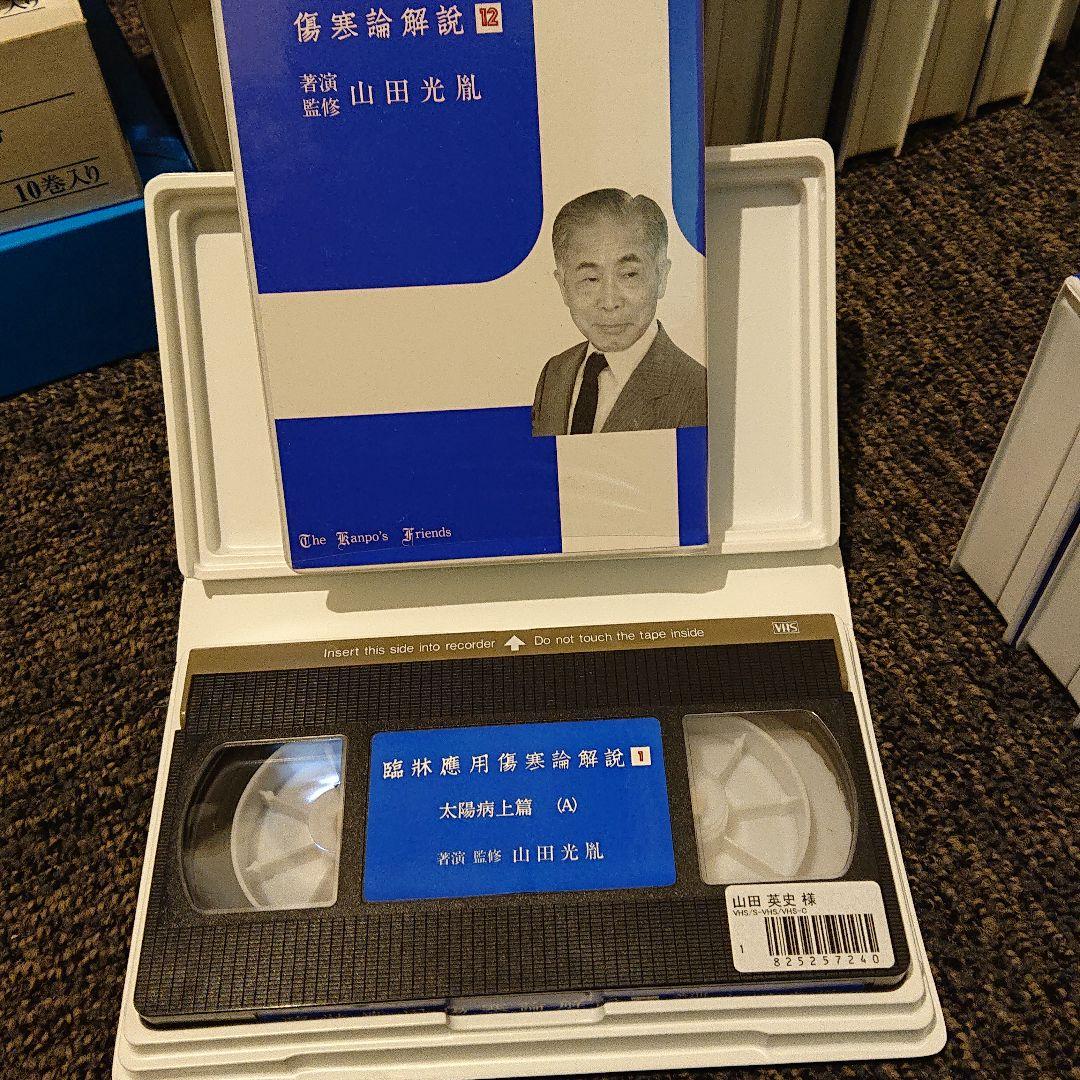 傷寒論解説 12
著演
監修 山田光胤
10巻入り
The Kanpo's Friends
Insert this side into recorder Do not touch the tape inside VHS
臨牀應用傷寒論解説 1
太陽病上篇 (A)
著演 監修 山田光胤
山田 英史 様
VHS/S-VHS/VHS-C
1
825257240